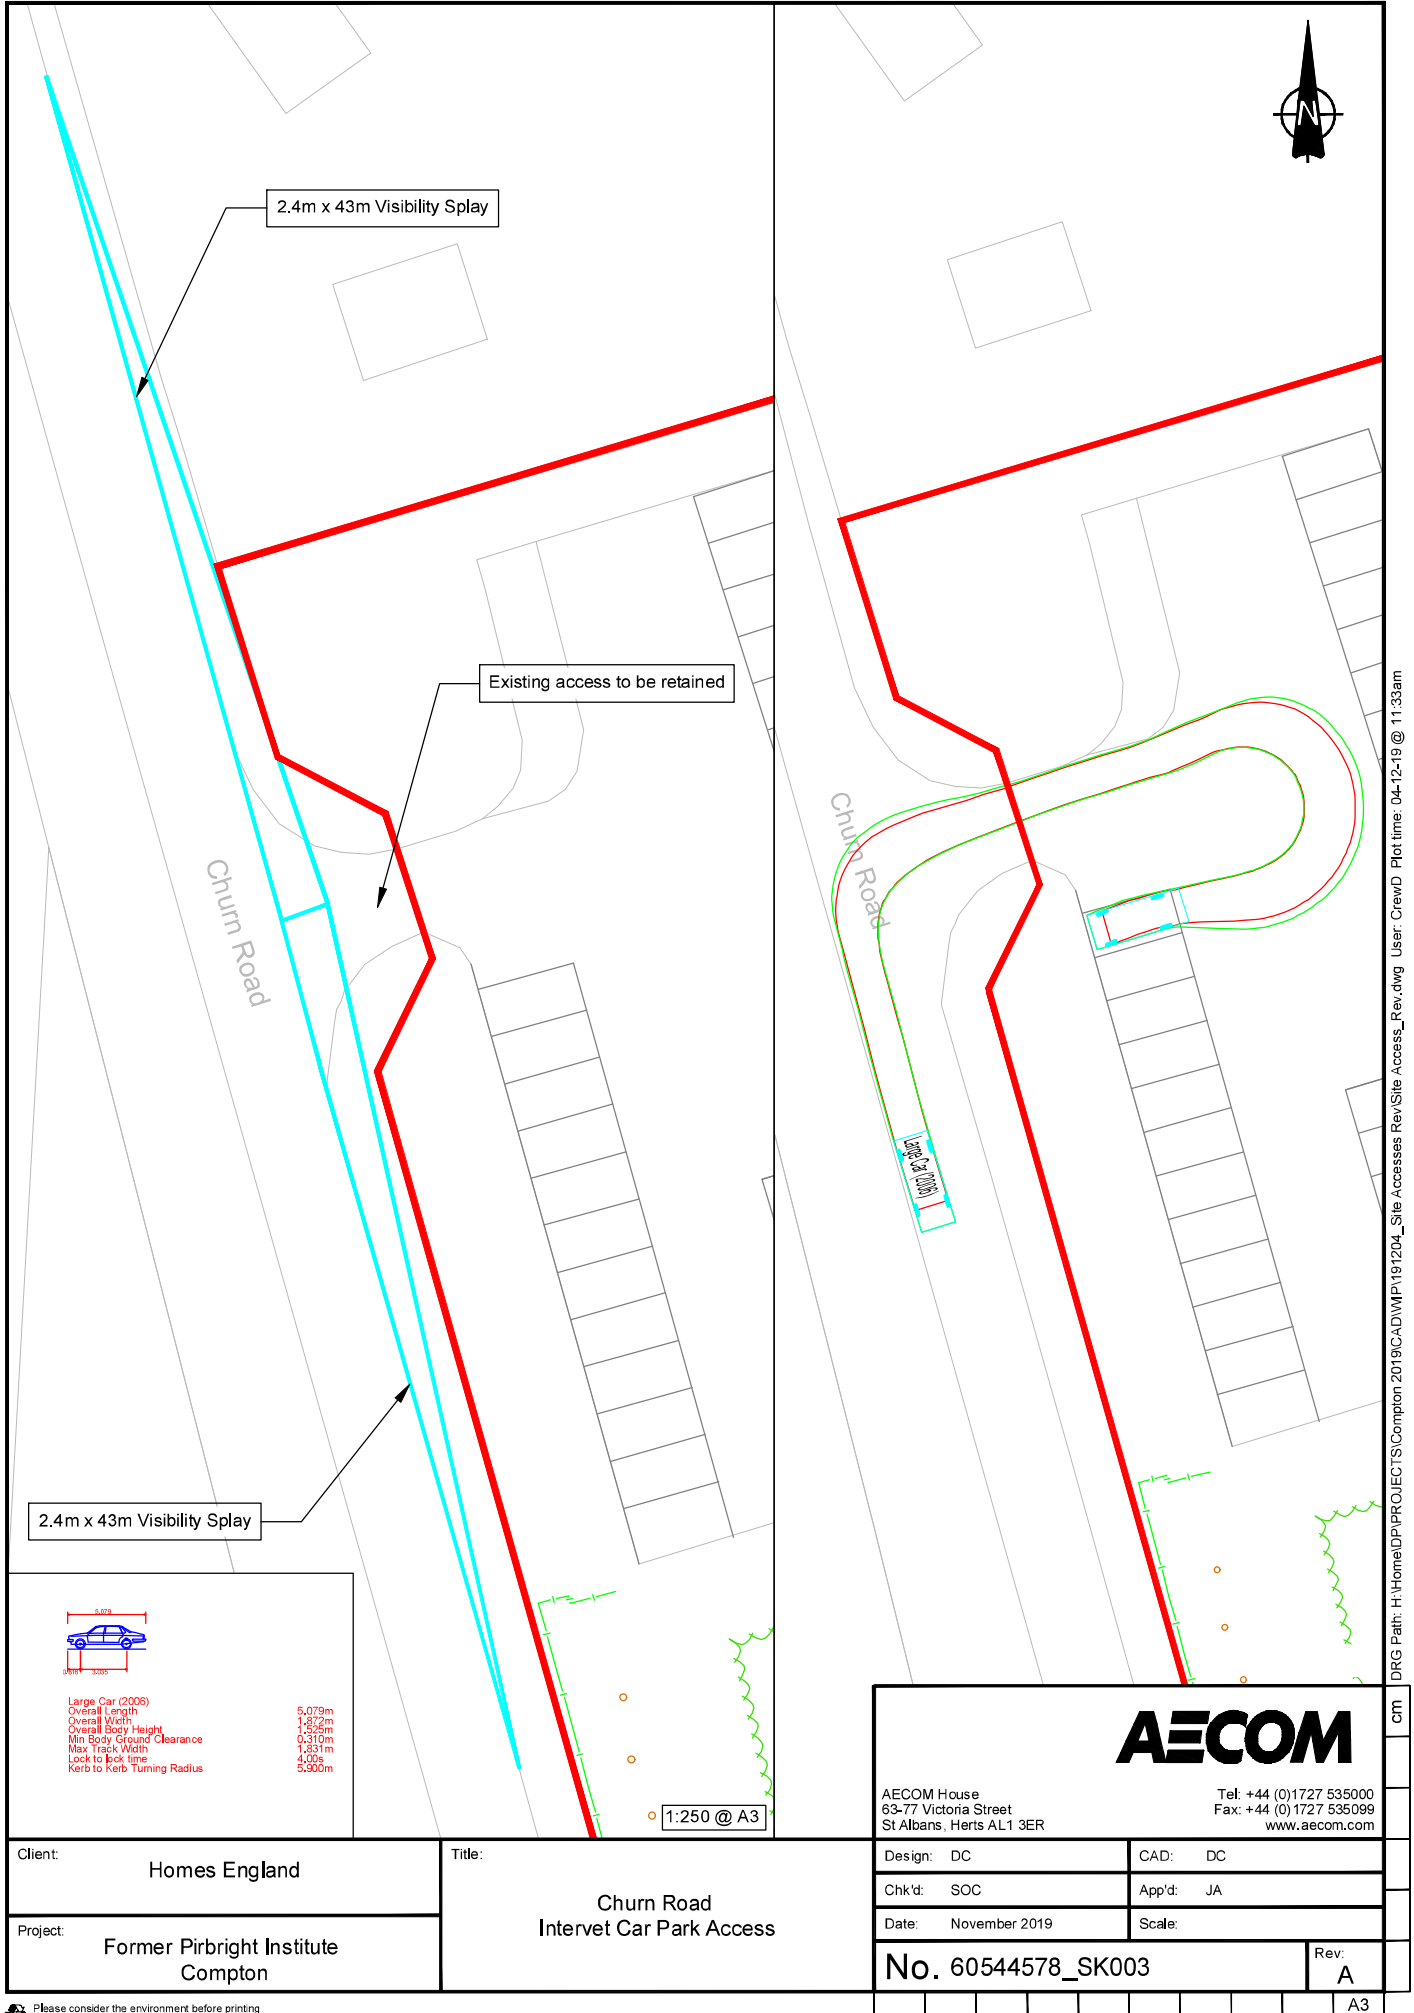 2.4m x 43m Visibility Splay
N
Existing access to be retained
Churn Road
Churn Road
Large Car (2006)
2.4m x 43m Visibility Splay
5.079
3.035
Large Car (2006)
Overall Length 5.079m
Overall Width 1.872m
Overall Body Height 1.525m
Min Body Ground Clearance 0.310m
Max Track Width 1.831m
Lock to lock time 4.00s
Kerb to Kerb Turning Radius 5.900m
1:250 @ A3
DRG Path: H:\Home\DP\PROJECTS\Compton 2019\CAD\WIP\191204_Site Accesses Rev\Site Access_Rev.dwg User: CrewD Plot time: 04-12-19 @ 11:33am
cm
AECOM
AECOM House
63-77 Victoria Street
St Albans, Herts AL1 3ER
Tel: +44 (0)1727 535000
Fax: +44 (0)1727 535099
www.aecom.com
Client:
Homes England
Project:
Former Pirbright Institute
Compton
Title:
Churn Road
Intervet Car Park Access
Design: DC
CAD: DC
Chk'd: SOC
App'd: JA
Date: November 2019
Scale:
No. 60544578_SK003
Rev:
A
A3
Please consider the environment before printing